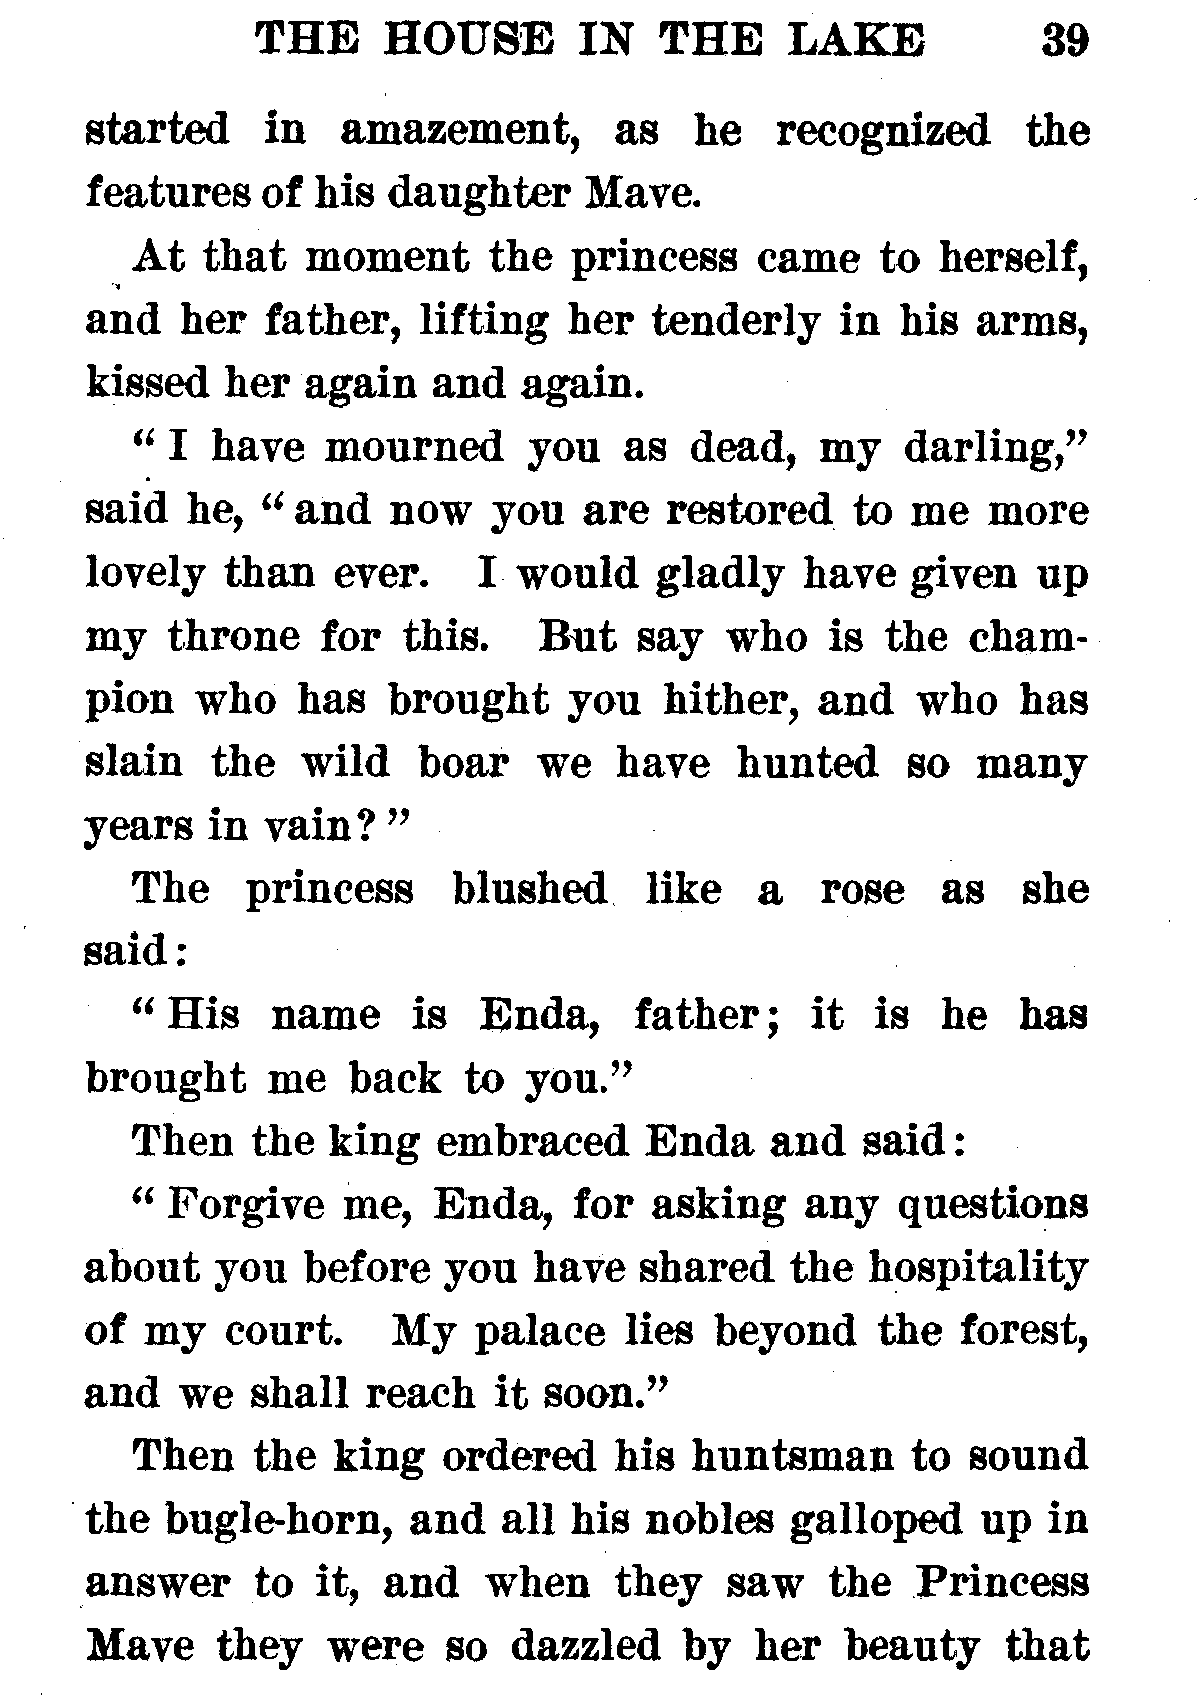 THE HOUSE IN THE LAKE 39
started in amazement, as he recognized the
features of his daughter Mave.
At that moment the princess came to herself,
and her father, lifting her tenderly in his arms,
kissed her again and again.
“ I have mourned you as dead, my darling,”
said he, “ and now you are restored to me more
lovely than ever. I would gladly have given up
my throne for this. But say who is the cham-
pion who has brought you hither, and who has
slain the wild boar we have hunted so many
years in vain? ”
The princess blushed like a rose as she
said:
“ His name is Enda, father; it is he has
brought me back to you.”
Then the king embraced Enda and said:
“ Forgive me, Enda, for asking any questions
about you before you have shared the hospitality
of my court. My palace lies beyond the forest,
and we shall reach it soon.”
Then the king ordered his huntsman to sound
the bugle-horn, and all his nobles galloped up in
answer to it, and when they saw the Princess
Mave they were so dazzled by her beauty that